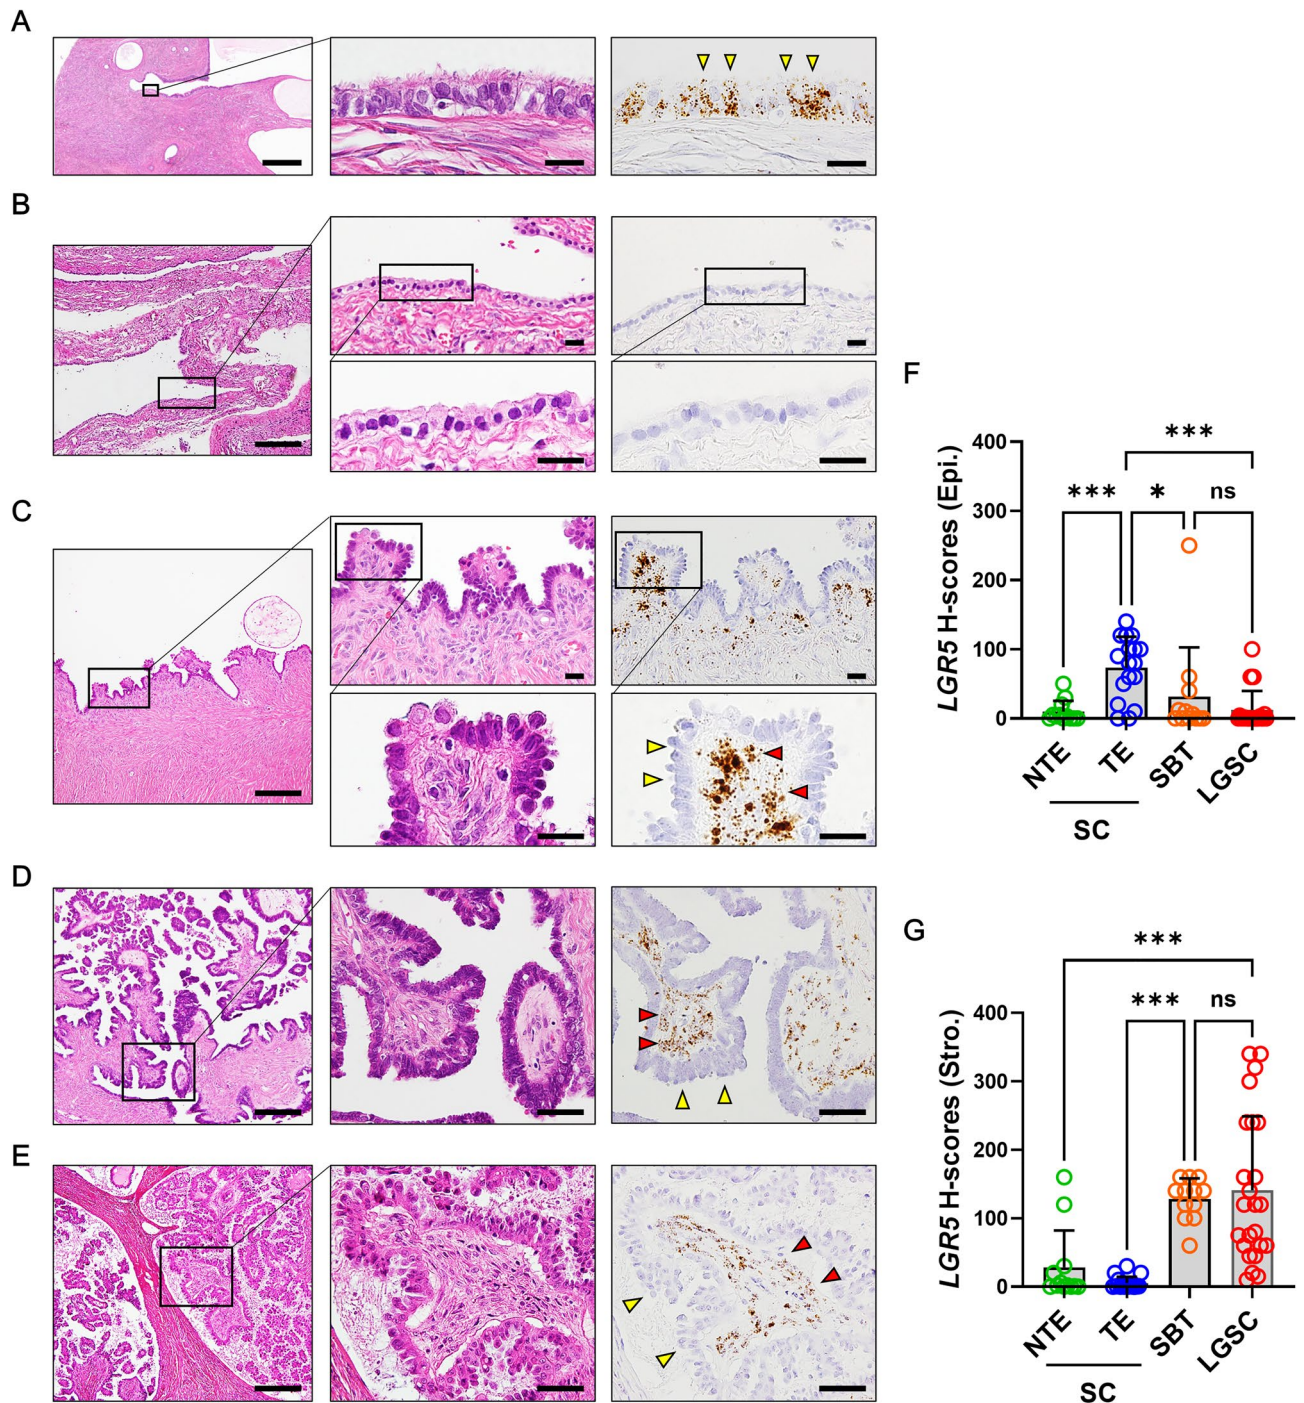 A
B
C
D
E
F
***
*** * ns
400
300
200
100
0
LGR5 H-scores (Epi.)
NTE TE SBT LGSC
SC
G
***
*** ns
400
300
200
100
0
LGR5 H-scores (Stro.)
NTE TE SBT LGSC
SC